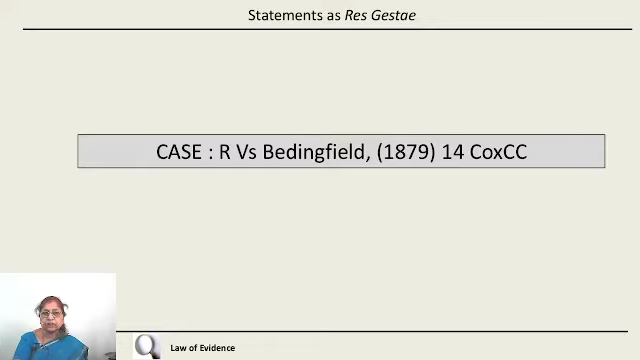 Statements as Res Gestae
CASE : R Vs Bedingfield, (1879) 14 CoxCC
Law of Evidence